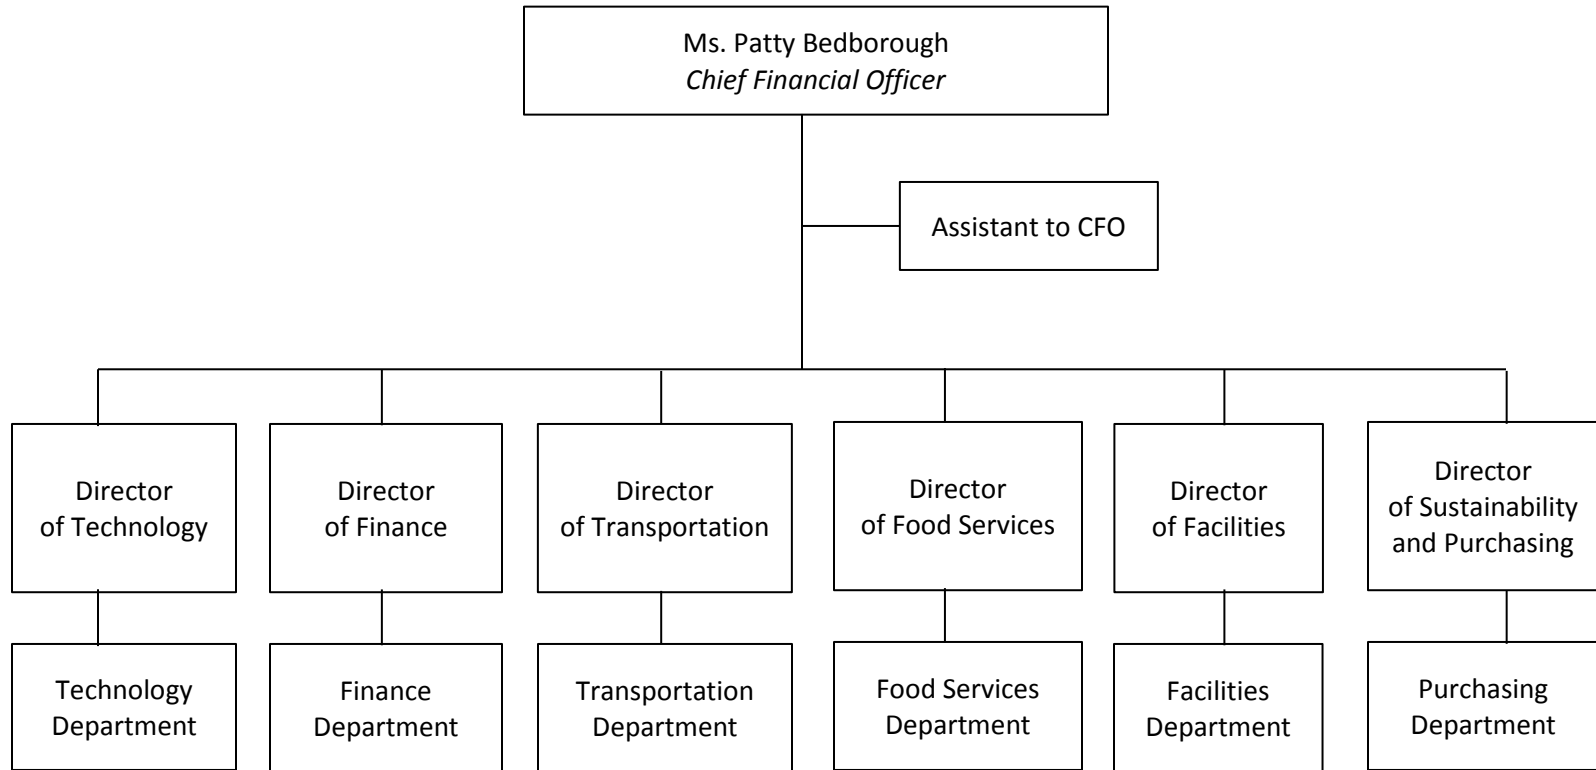 Ms. Patty Bedborough
Chief Financial Officer
Assistant to CFO
Director
of Technology
Director
of Finance
Director
of Transportation
Director
of Food Services
Director
of Facilities
Director
of Sustainability
and Purchasing
Technology
Department
Finance
Department
Transportation
Department
Food Services
Department
Facilities
Department
Purchasing
Department